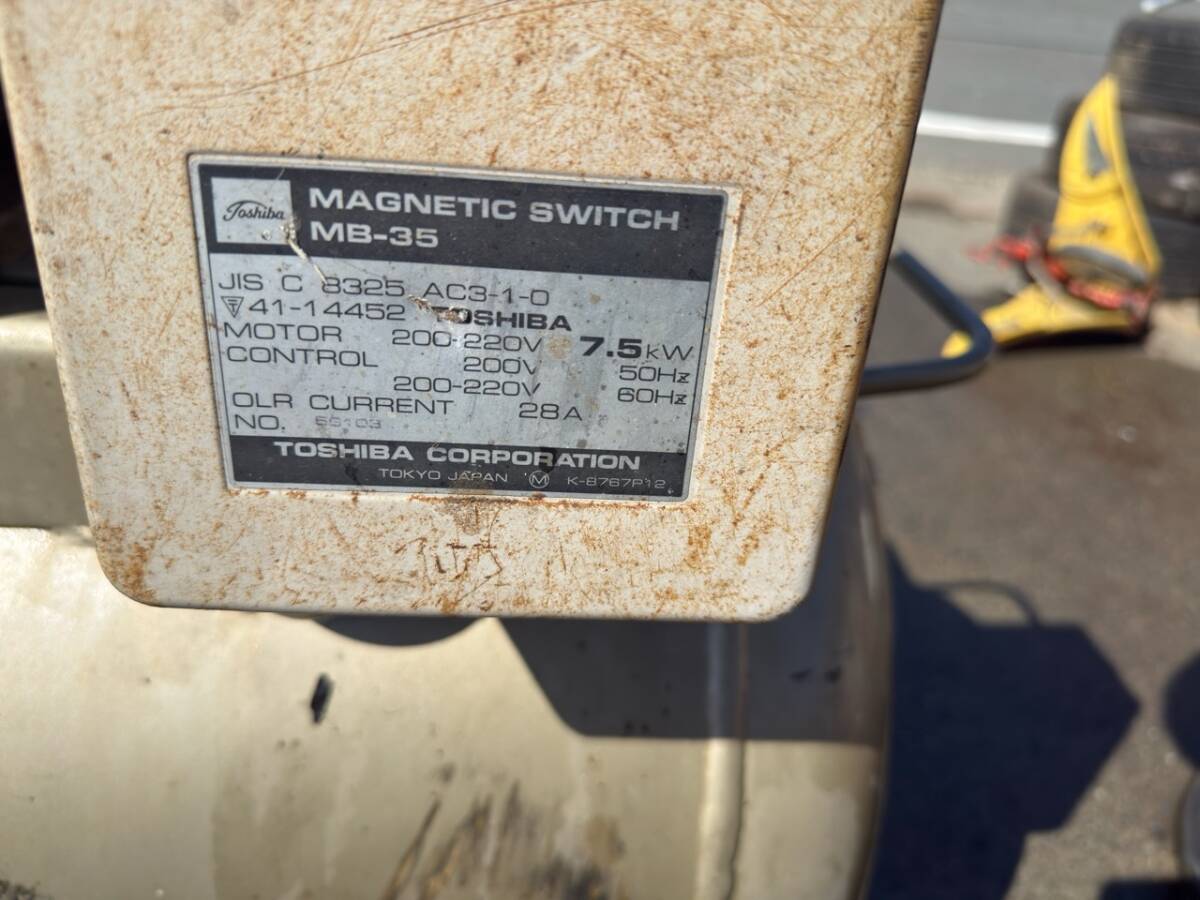 Toshiba
MAGNETIC SWITCH
MB-35
JIS C 8325 AC3-1-0
41-14452 TOSHIBA
MOTOR 200-220V 7.5kW
CONTROL 200V 50Hz
200-220V 60Hz
OLR CURRENT 28A
NO.
TOSHIBA CORPORATION
TOKYO JAPAN M K-8767P12